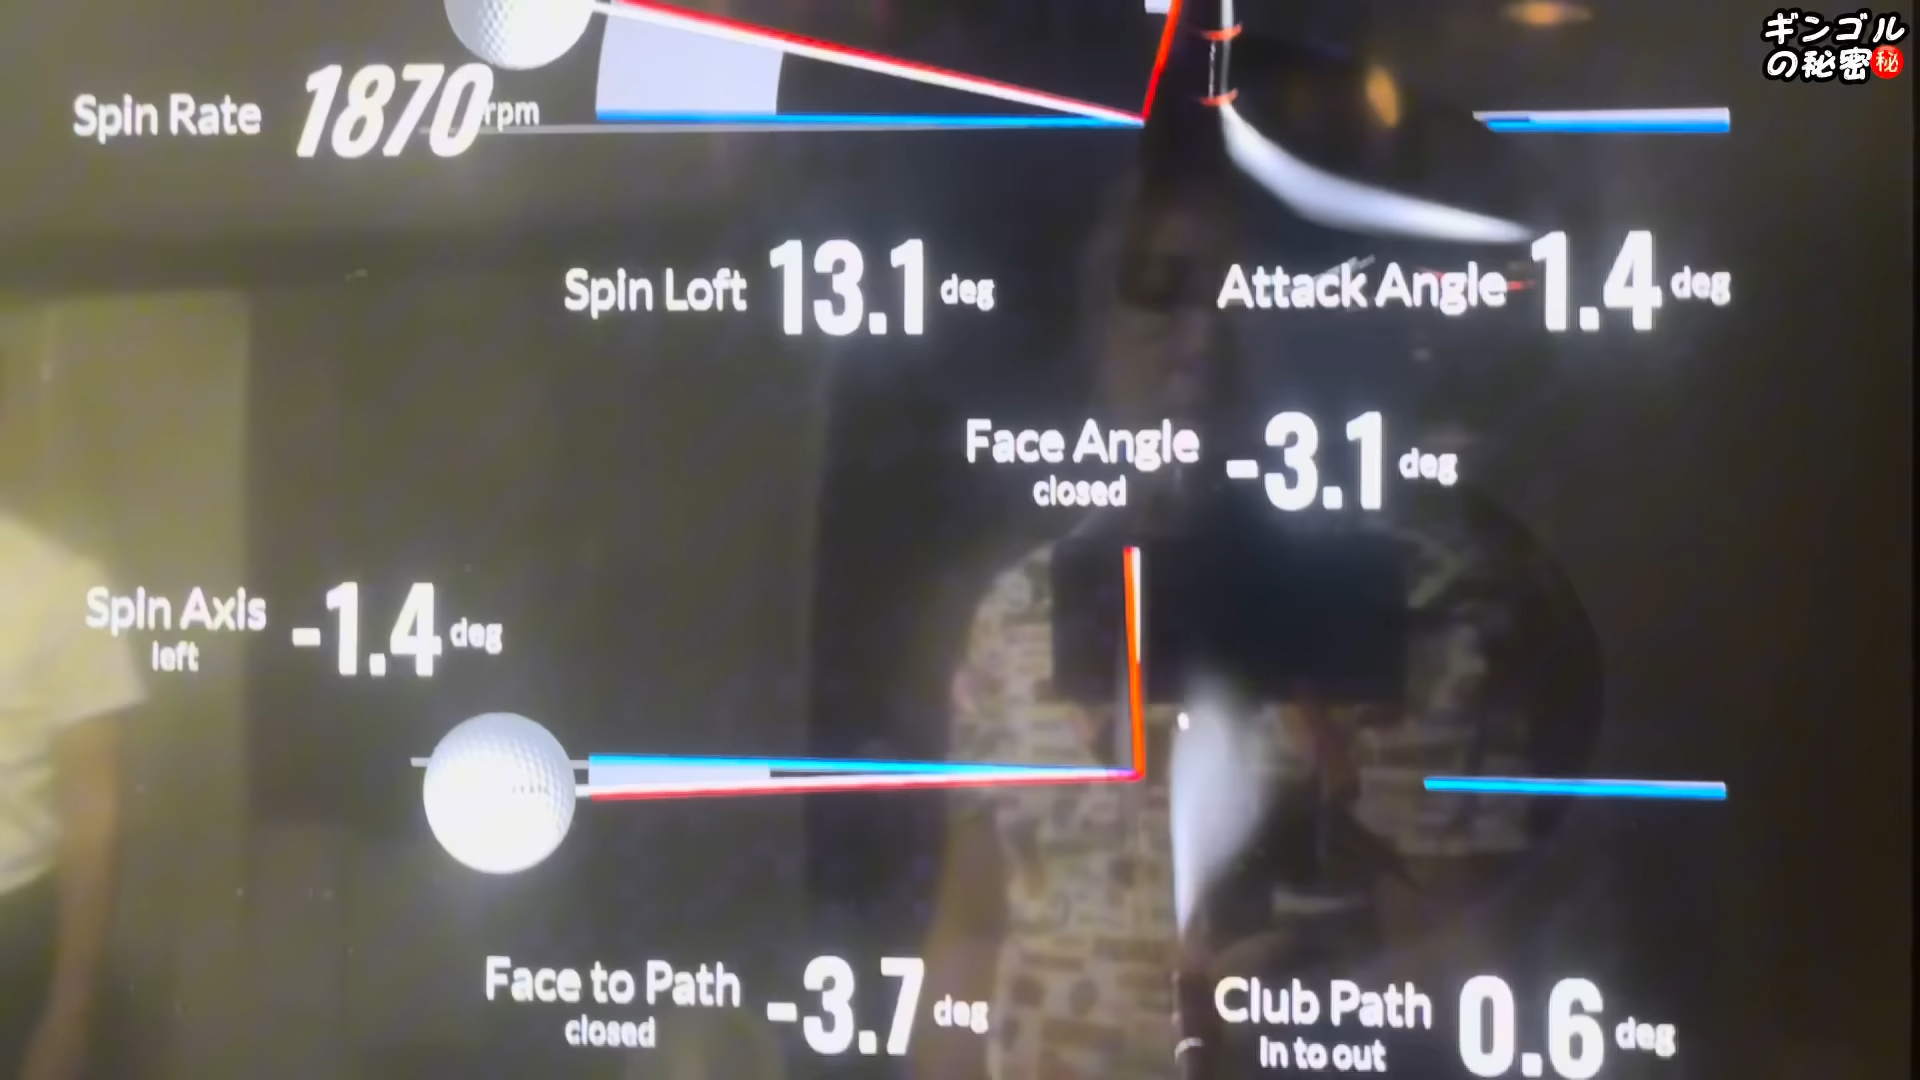 ギンゴル
の秘密㊙
Spin Rate 1870 rpm
Spin Loft 13.1 deg
Attack Angle 1.4 deg
Face Angle -3.1 deg
closed
Spin Axis -1.4 deg
left
Face to Path -3.7 deg
closed
Club Path 0.6 deg
In to out